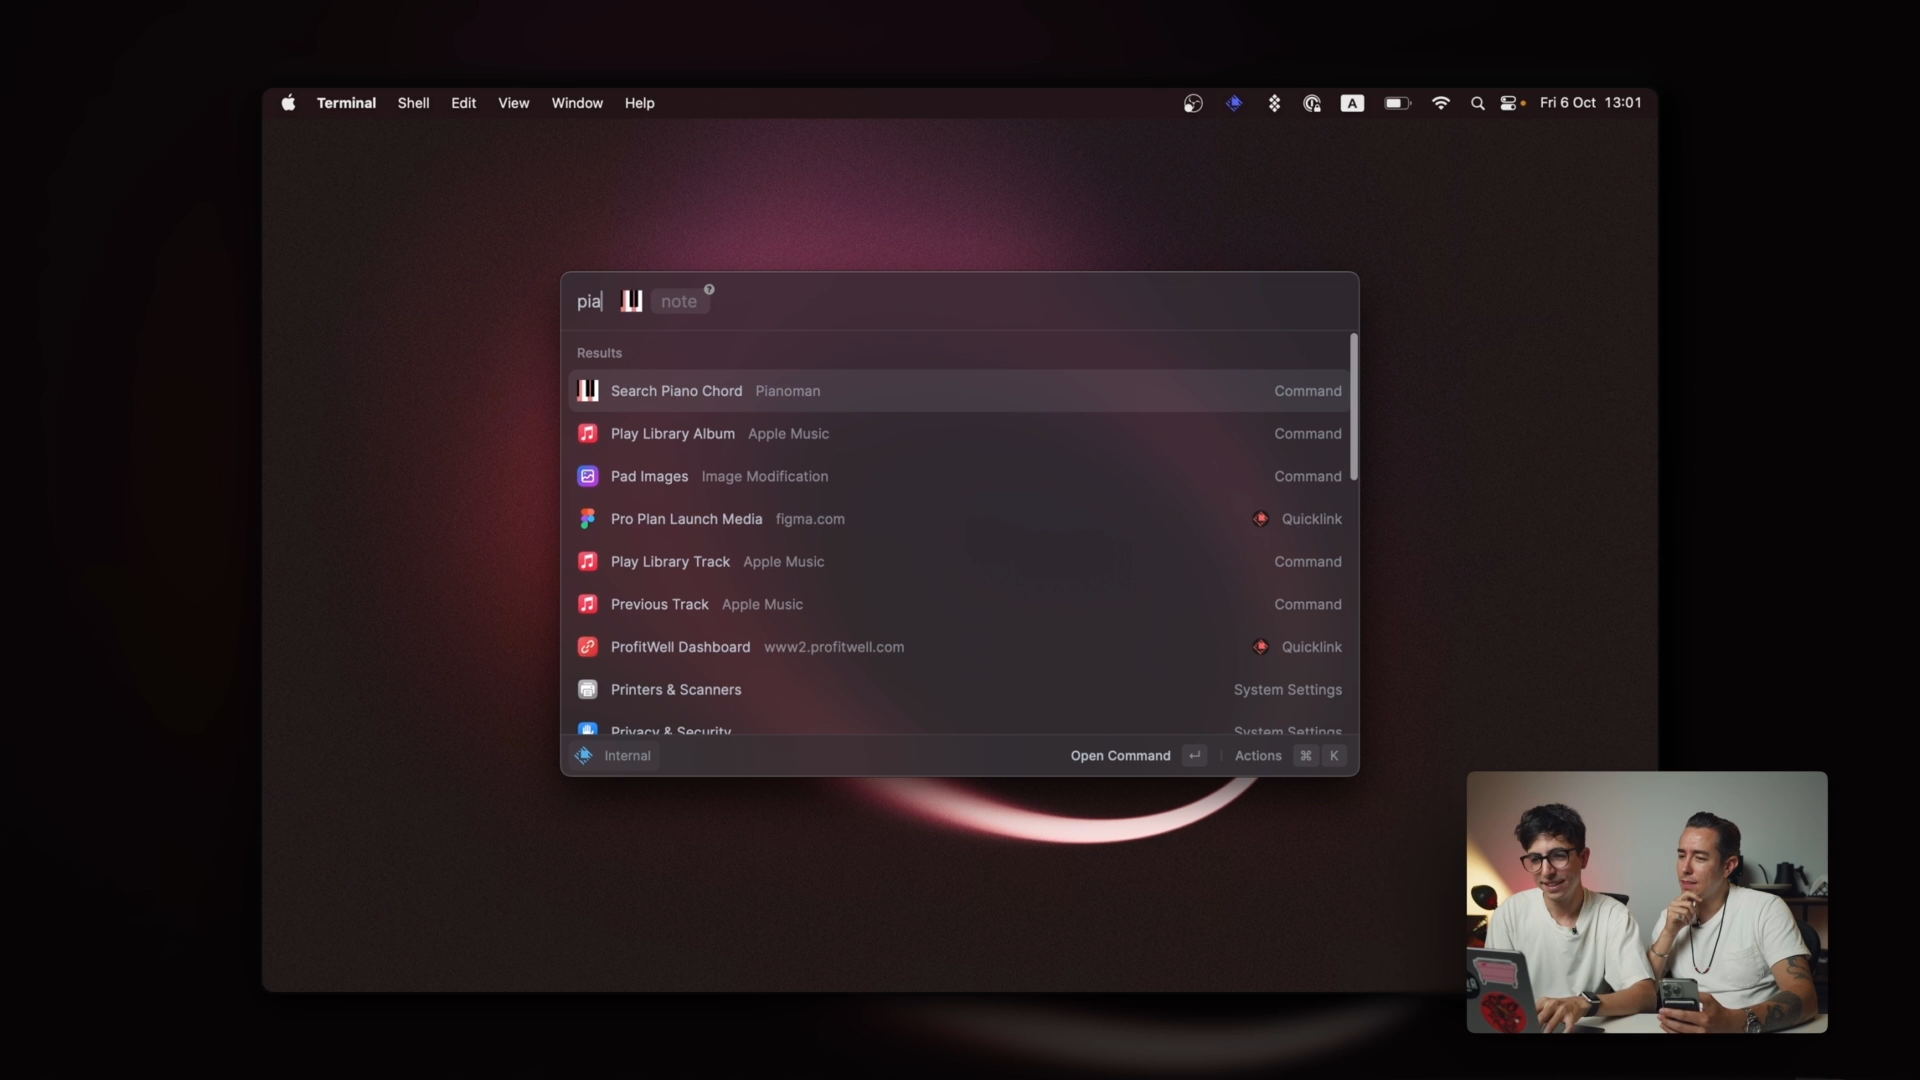 Terminal Shell Edit View Window Help A Fri 6 Oct 13:01
pia note ?
Results
Search Piano Chord Pianoman Command
Play Library Album Apple Music Command
Pad Images Image Modification Command
Pro Plan Launch Media figma.com Quicklink
Play Library Track Apple Music Command
Previous Track Apple Music Command
ProfitWell Dashboard www2.profitwell.com Quicklink
Printers & Scanners System Settings
Privacy & Security System Settings
Internal Open Command ↵ Actions ⌘ K